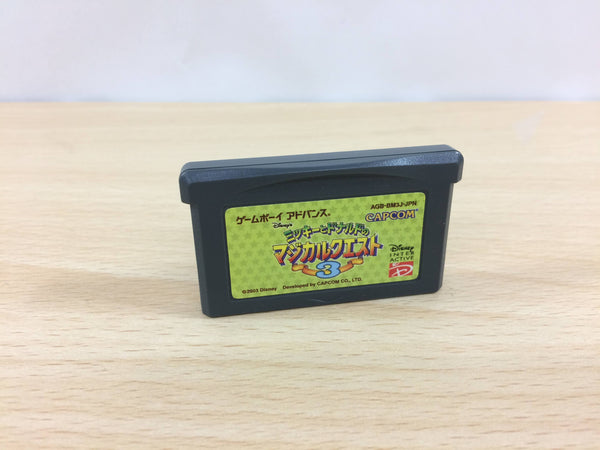 ゲームボーイ アドバンス®
AGB-BM3J-JPN
CAPCOM®
Disney's
ミッキーとドナルドの
マジカルクエスト
3
Disney
INTER
ACTIVE
©2003 Disney Developed by CAPCOM CO., LTD.